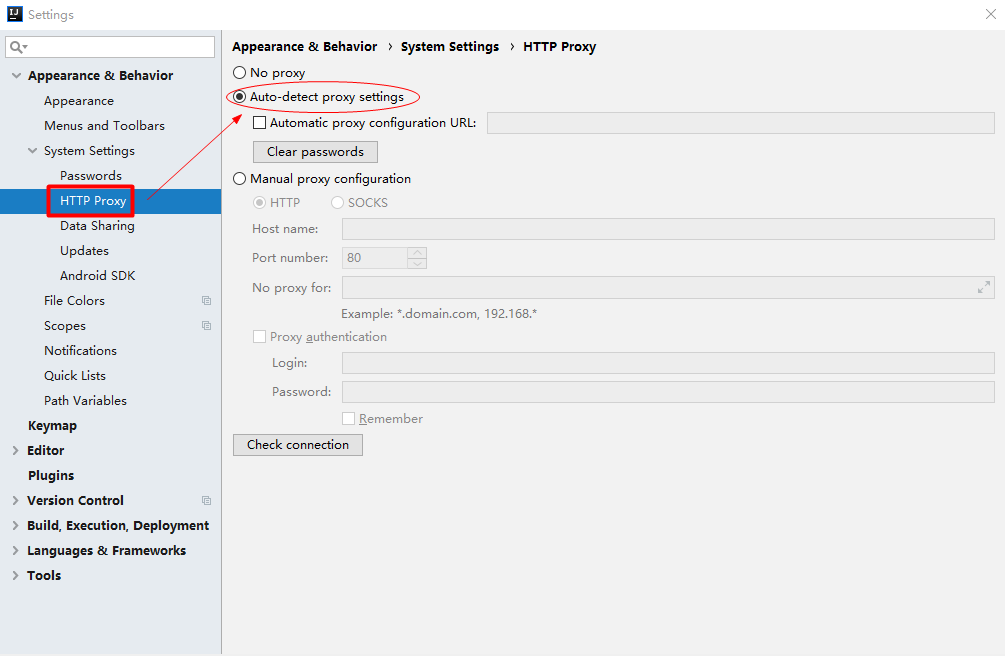 IJ
Settings
Appearance & Behavior
Appearance
Menus and Toolbars
System Settings
Passwords
HTTP Proxy
Data Sharing
Updates
Android SDK
File Colors
Scopes
Notifications
Quick Lists
Path Variables
Keymap
Editor
Plugins
Version Control
Build, Execution, Deployment
Languages & Frameworks
Tools
Appearance & Behavior › System Settings › HTTP Proxy
No proxy
Auto-detect proxy settings
Automatic proxy configuration URL:
Clear passwords
Manual proxy configuration
HTTP SOCKS
Host name:
Port number: 80
No proxy for:
Example: *.domain.com, 192.168.*
Proxy authentication
Login:
Password:
Remember
Check connection